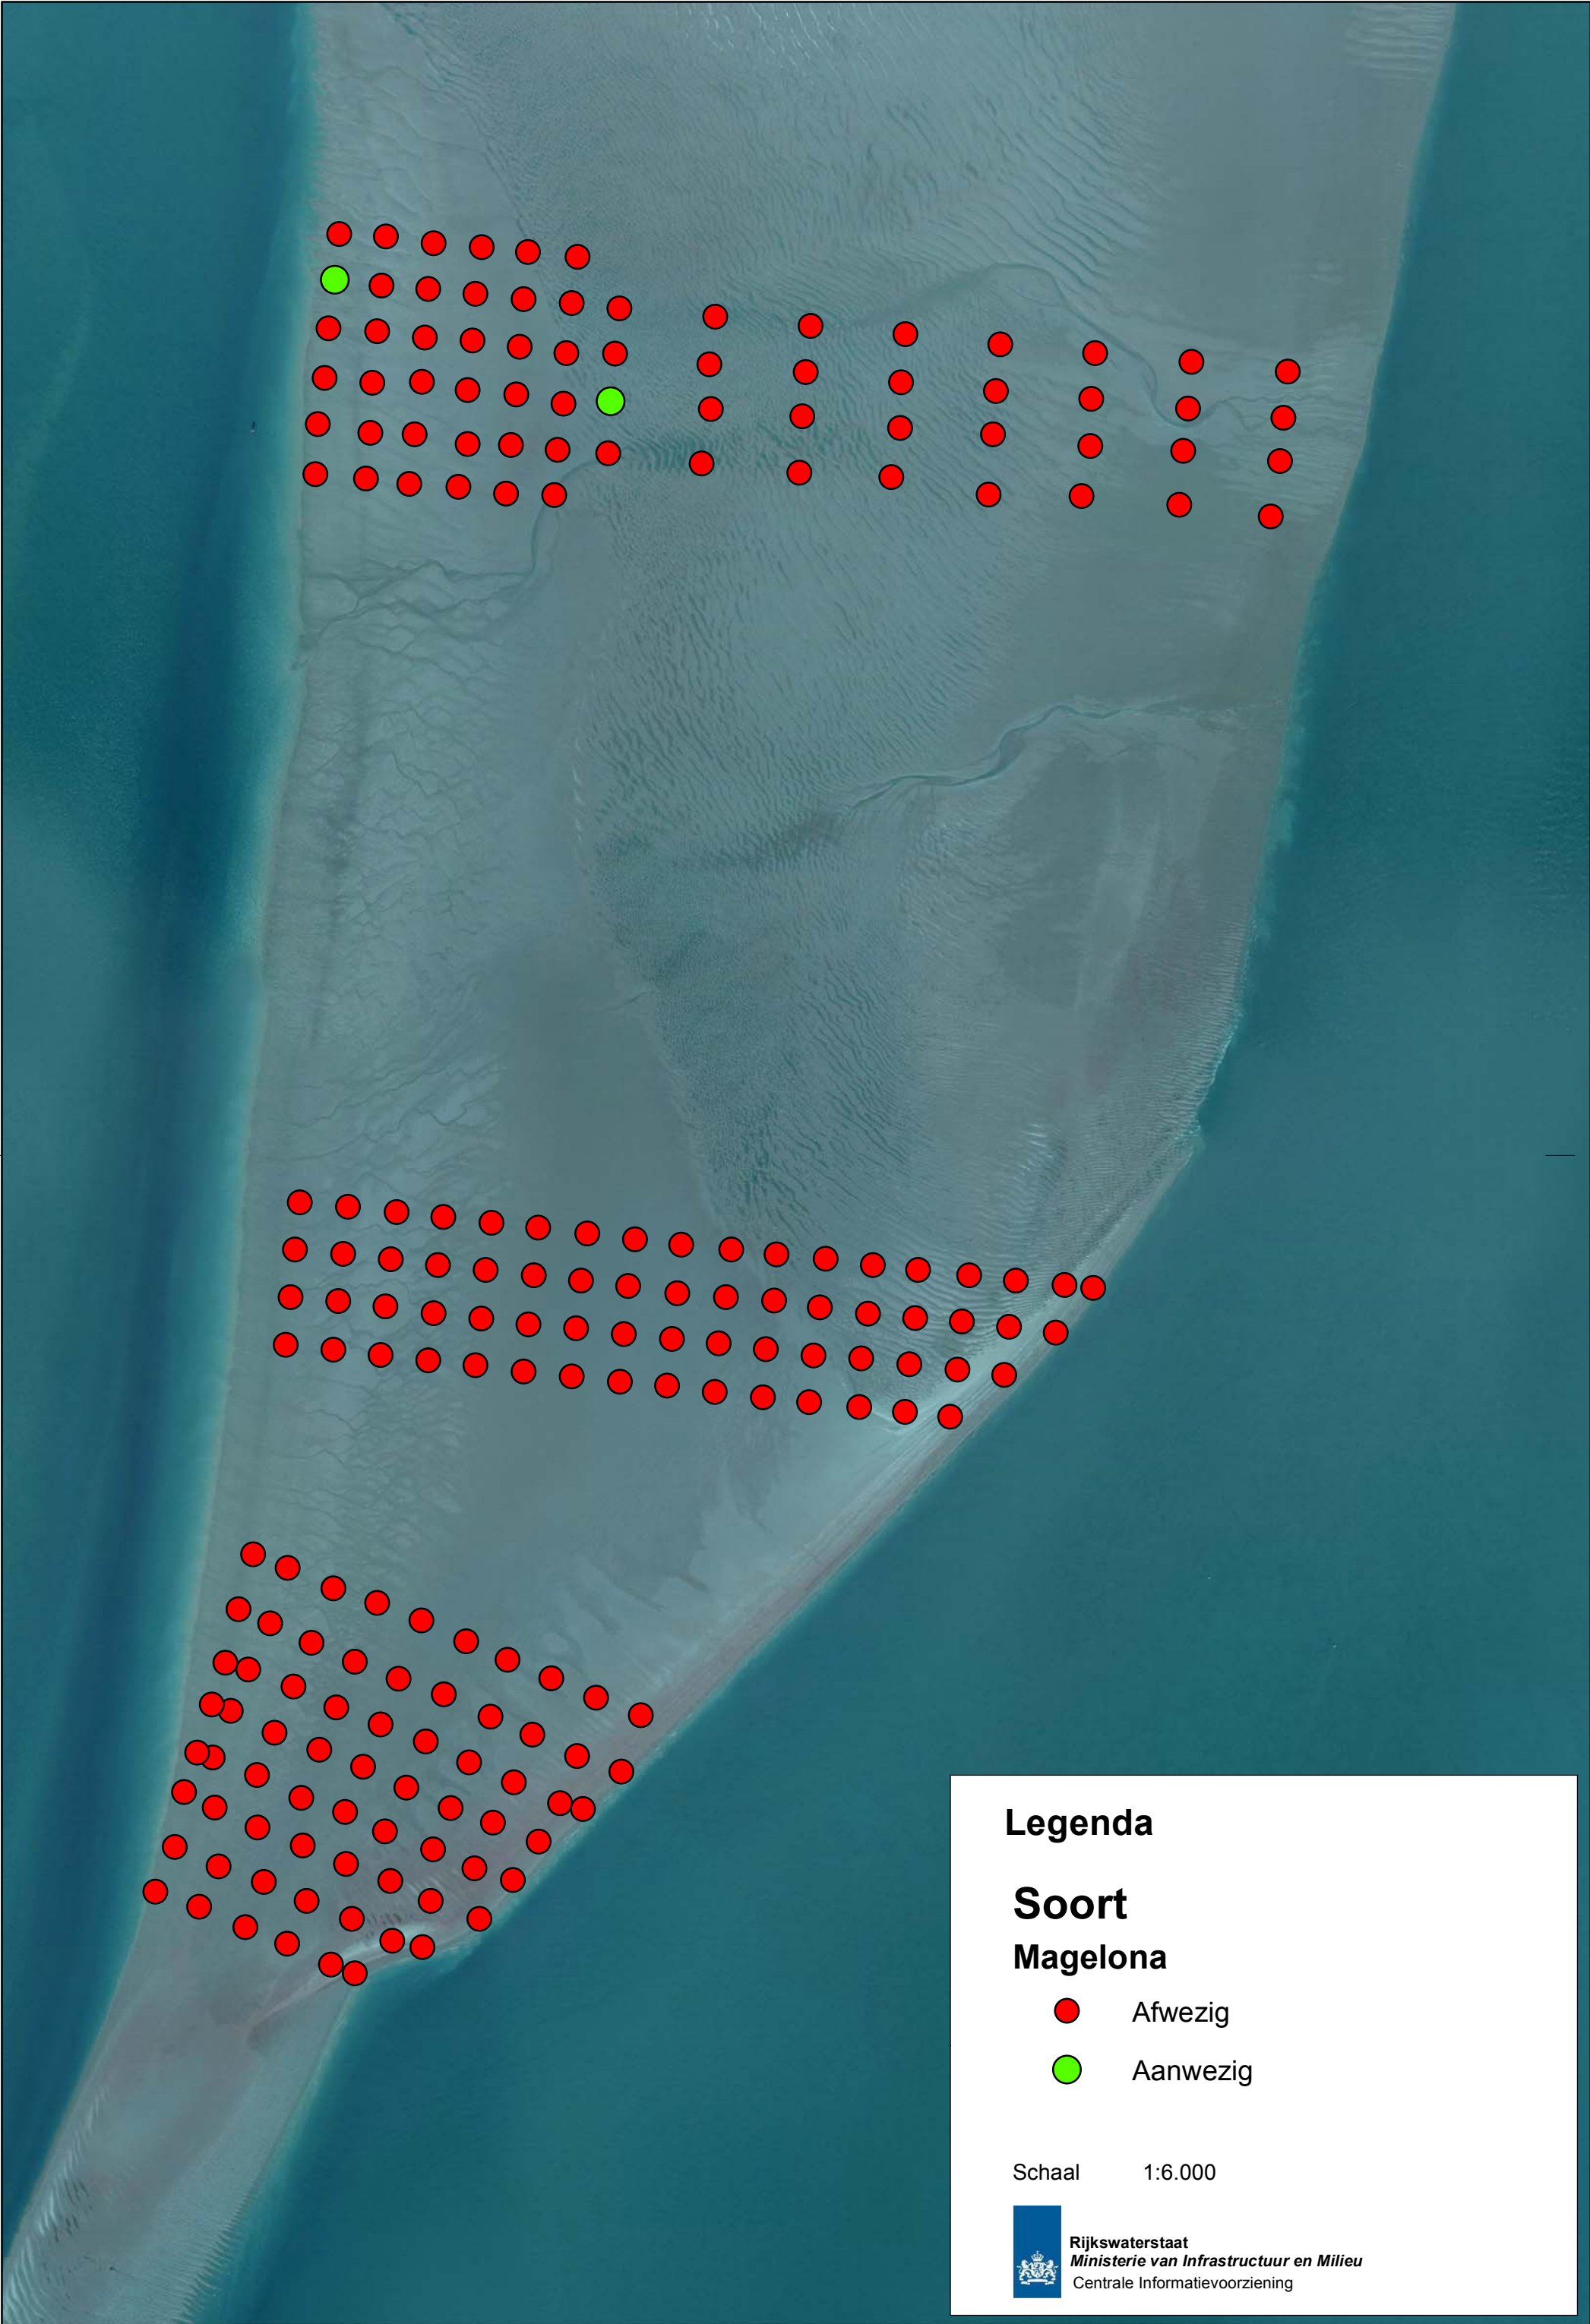 Legenda
Soort
Magelona
Afwezig
Aanwezig
Schaal 1:6.000
Rijkswaterstaat
Ministerie van Infrastructuur en Milieu
Centrale Informatievoorziening